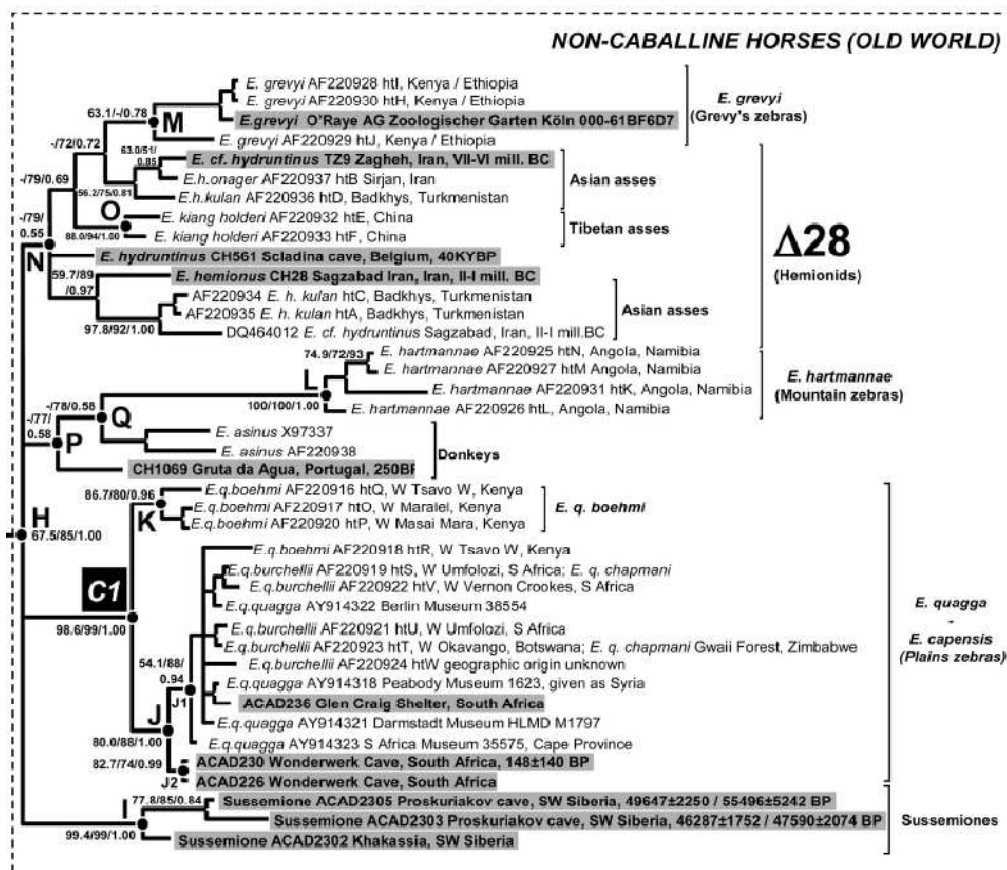 NON-CABALLINE HORSES (OLD WORLD)
E. grevyi AF220928 htI, Kenya / Ethiopia
E. grevyi AF220930 htH, Kenya / Ethiopia
E.grevyi O"Raye AG Zoologischer Garten Köln 000-61BF6D7
E. grevyi AF220929 htJ, Kenya / Ethiopia
E. grevyi
(Grevy's zebras)
63.1/-/0.78
M
-/72/0.72
63.0/51/
0.85
E. cf. hydruntinus TZ9 Zagheh, Iran, VII-VI mill. BC
E.h.onager AF220937 htB Sirjan, Iran
E.h.kulan AF220936 htD, Badkhys, Turkmenistan
Asian asses
-/79/0.69
56.2/75/0.81
O
E. kiang holderi AF220932 htE, China
E. kiang holderi AF220933 htF, China
Tibetan asses
88.0/94/1.00
-/79/
0.55
N
E. hydruntinus CH561 Scladina cave, Belgium, 40KYBP
Δ28
(Hemionids)
59.7/89
/0.97
E. hemionus CH28 Sagzabad Iran, Iran, II-I mill. BC
AF220934 E. h. kulan htC, Badkhys, Turkmenistan
AF220935 E. h. kulan htA, Badkhys, Turkmenistan
DQ464012 E. cf. hydruntinus Sagzabad, Iran, II-I mill.BC
Asian asses
97.8/92/1.00
74.9/72/93
E. hartmannae AF220925 htN, Angola, Namibia
E. hartmannae AF220927 htM Angola, Namibia
E. hartmannae AF220931 htK, Angola, Namibia
E. hartmannae AF220926 htL, Angola, Namibia
L
100/100/1.00
E. hartmannae
(Mountain zebras)
-/78/0.58
Q
-/77/
0.58
P
E. asinus X97337
E. asinus AF220938
CH1069 Gruta da Agua, Portugal, 250BP
Donkeys
86.7/80/0.96
K
E.q.boehmi AF220916 htQ, W Tsavo W, Kenya
E.q.boehmi AF220917 htO, W Maralel, Kenya
E.q.boehmi AF220920 htP, W Masai Mara, Kenya
E. q. boehmi
H
67.5/85/1.00
E.q.boehmi AF220918 htR, W Tsavo W, Kenya
E.q.burchellii AF220919 htS, W Umfolozi, S Africa; E. q. chapmani
E.q.burchellii AF220922 htV, W Vernon Crookes, S Africa
E.q.quagga AY914322 Berlin Museum 38554
E.q.burchellii AF220921 htU, W Umfolozi, S Africa
E.q.burchellii AF220923 htT, W Okavango, Botswana; E. q. chapmani Gwaii Forest, Zimbabwe
E.q.burchellii AF220924 htW geographic origin unknown
E.q.quagga AY914318 Peabody Museum 1623, given as Syria
ACAD236 Glen Craig Shelter, South Africa
E.q.quagga AY914321 Darmstadt Museum HLMD M1797
E.q.quagga AY914323 S Africa Museum 35575, Cape Province
C1
98.6/99/1.00
54.1/88/
0.94
J1
J
80.0/88/1.00
82.7/74/0.99
J2
ACAD230 Wonderwerk Cave, South Africa, 148±140 BP
ACAD226 Wonderwerk Cave, South Africa
E. quagga
-
E. capensis
(Plains zebras)
I
77.8/85/0.84
99.4/99/1.00
Sussemione ACAD2305 Proskuriakov cave, SW Siberia, 49647±2250 / 55496±5242 BP
Sussemione ACAD2303 Proskuriakov cave, SW Siberia, 46287±1752 / 47590±2074 BP
Sussemione ACAD2302 Khakassia, SW Siberia
Sussemiones